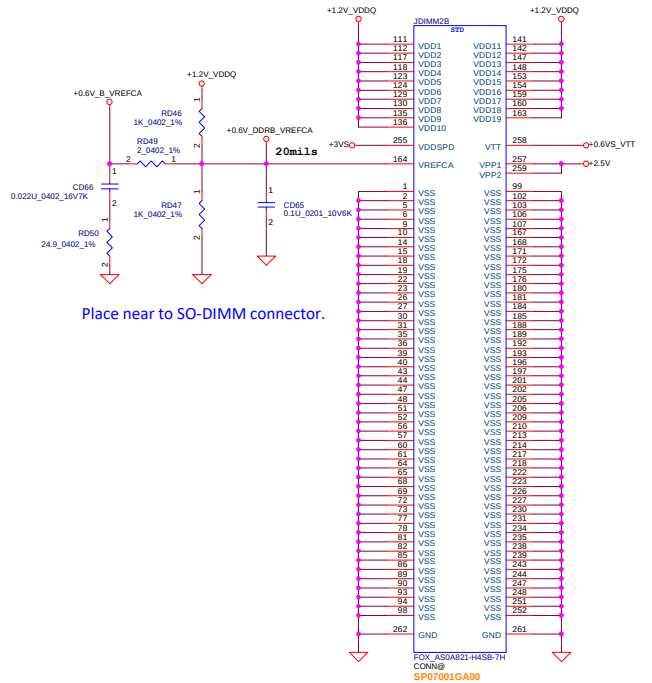 +1.2V_VDDQ
+1.2V_VDDQ
JDIMM2B
STD
111 VDD1 VDD11 141
112 VDD2 VDD12 142
117 VDD3 VDD13 147
118 VDD4 VDD14 148
123 VDD5 VDD15 153
124 VDD6 VDD16 154
129 VDD7 VDD17 159
130 VDD8 VDD18 160
135 VDD9 VDD19 163
136 VDD10
+3VS 255 VDDSPD VTT 258 +0.6VS_VTT
164 VREFCA VPP1 257 +2.5V
VPP2 259
+1.2V_VDDQ
+0.6V_B_VREFCA
1
RD46
1K_0402_1%
2
+0.6V_DDRB_VREFCA
20mils
RD49
2_0402_1%
2 1
1
CD66
0.022U_0402_16V7K
2
1
RD47
1K_0402_1%
2
1
CD65
0.1U_0201_10V6K
2
1
RD50
24.9_0402_1%
2
Place near to SO-DIMM connector.
1 VSS VSS 99
2 VSS VSS 102
5 VSS VSS 103
6 VSS VSS 106
9 VSS VSS 107
10 VSS VSS 167
14 VSS VSS 168
15 VSS VSS 171
18 VSS VSS 172
19 VSS VSS 175
22 VSS VSS 176
23 VSS VSS 180
26 VSS VSS 181
27 VSS VSS 184
30 VSS VSS 185
31 VSS VSS 188
35 VSS VSS 189
36 VSS VSS 192
39 VSS VSS 193
40 VSS VSS 196
43 VSS VSS 197
44 VSS VSS 201
47 VSS VSS 202
48 VSS VSS 205
51 VSS VSS 206
52 VSS VSS 209
56 VSS VSS 210
57 VSS VSS 213
60 VSS VSS 214
61 VSS VSS 217
64 VSS VSS 218
65 VSS VSS 222
68 VSS VSS 223
69 VSS VSS 226
72 VSS VSS 227
73 VSS VSS 230
77 VSS VSS 231
78 VSS VSS 234
81 VSS VSS 235
82 VSS VSS 238
85 VSS VSS 239
86 VSS VSS 243
89 VSS VSS 244
90 VSS VSS 247
93 VSS VSS 248
94 VSS VSS 251
98 VSS VSS 252
262 GND GND 261
FOX_AS0A821-H4SB-7H
CONN@
SP07001GA00